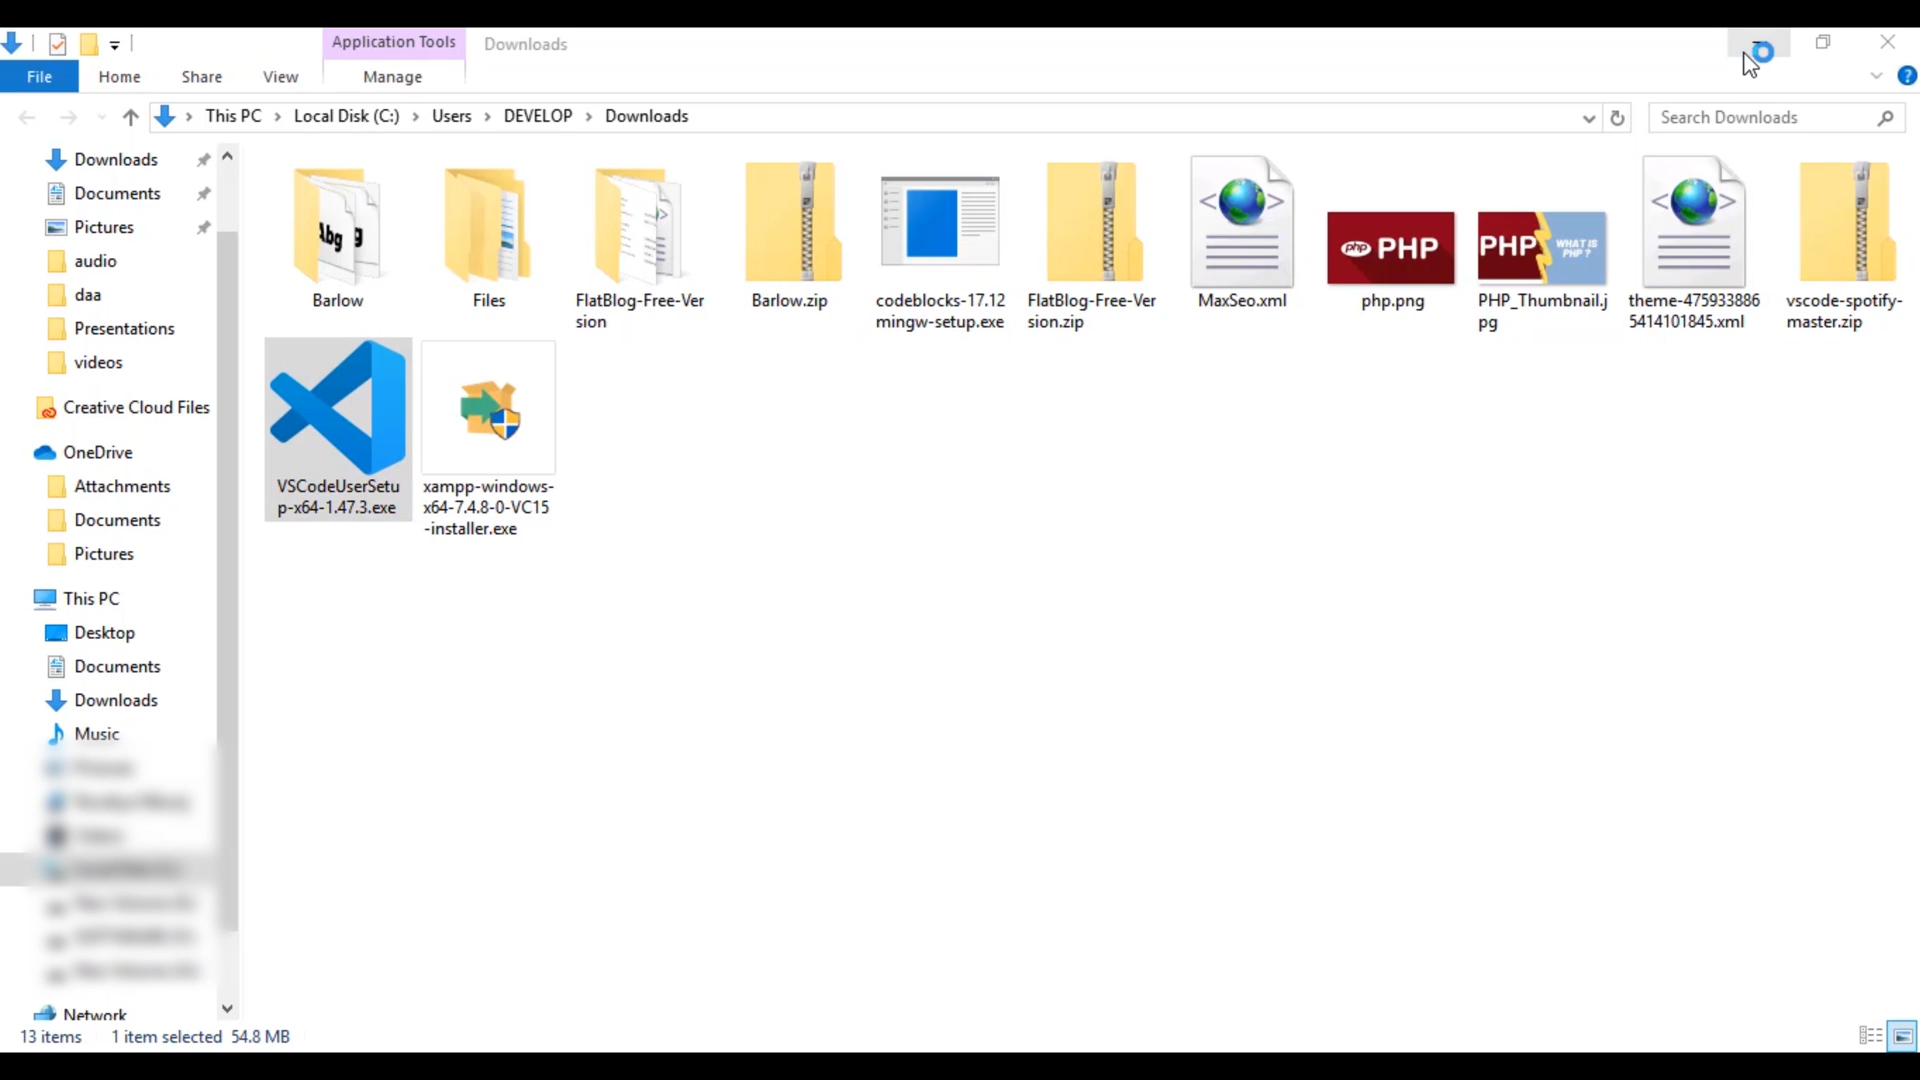 Application Tools
Downloads
File
Home
Share
View
Manage
This PC
Local Disk (C:)
Users
DEVELOP
Downloads
Search Downloads
Downloads
Documents
Pictures
audio
daa
Presentations
videos
Creative Cloud Files
OneDrive
Attachments
Documents
Pictures
This PC
Desktop
Documents
Downloads
Music
Network
Abg
g
Barlow
Files
FlatBlog-Free-Ver
sion
Barlow.zip
codeblocks-17.12
mingw-setup.exe
FlatBlog-Free-Ver
sion.zip
MaxSeo.xml
php PHP
php.png
PHP
WHAT IS
PHP ?
PHP_Thumbnail.j
pg
theme-475933886
5414101845.xml
vscode-spotify-
master.zip
VSCodeUserSetu
p-x64-1.47.3.exe
xampp-windows-
x64-7.4.8-0-VC15
-installer.exe
13 items
1 item selected 54.8 MB